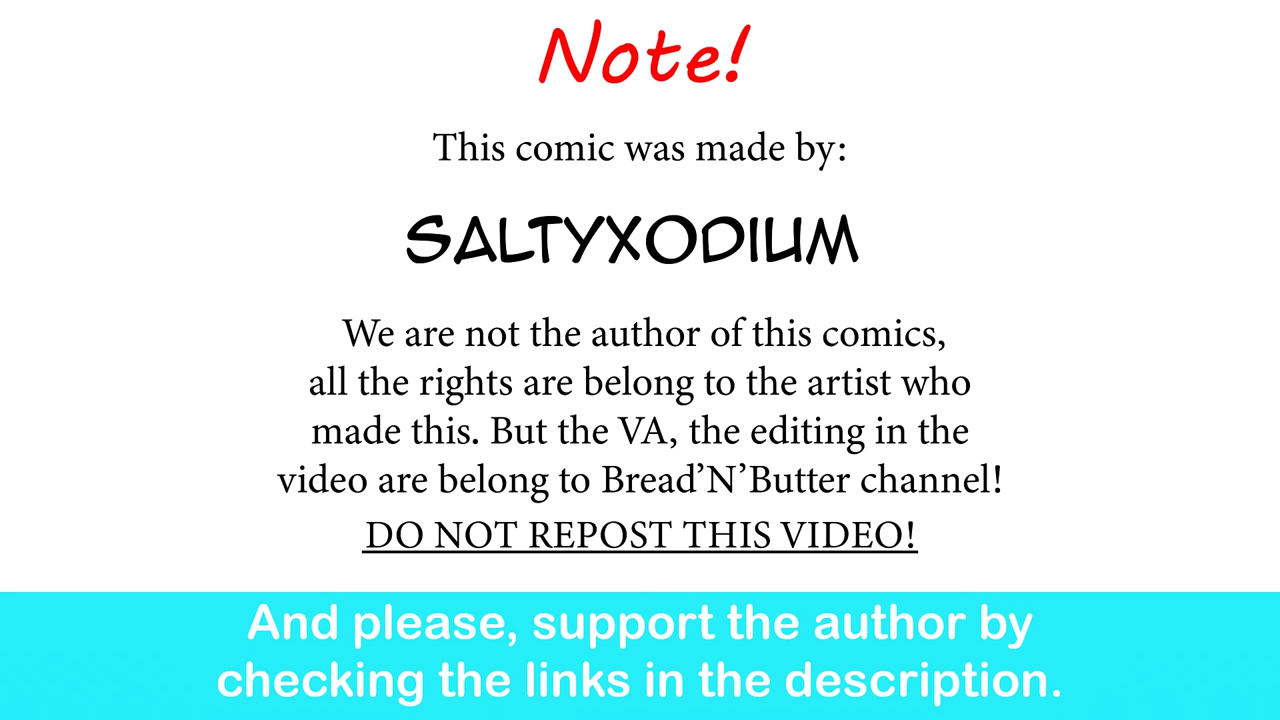 Note!
This comic was made by:
SALTYXODIUM
We are not the author of this comics,
all the rights are belong to the artist who
made this. But the VA, the editing in the
video are belong to Bread’N’Butter channel!
DO NOT REPOST THIS VIDEO!
And please, support the author by
checking the links in the description.